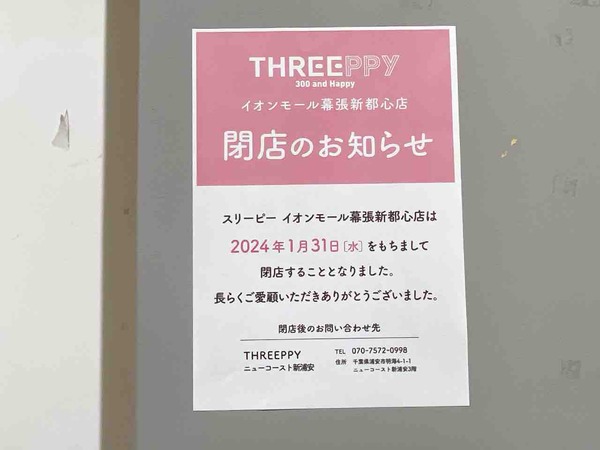 THREEPPY
300 and Happy
イオンモール幕張新都心店
閉店のお知らせ
スリーピー イオンモール幕張新都心店は
2024年1月31日[水]をもちまして
閉店することとなりました。
長らくご愛顧いただきありがとうございました。
閉店後のお問い合わせ先
THREEPPY TEL 070-7572-0998
ニューコースト新浦安 住所 千葉県浦安市明海4-1-1
ニューコースト新浦安3階